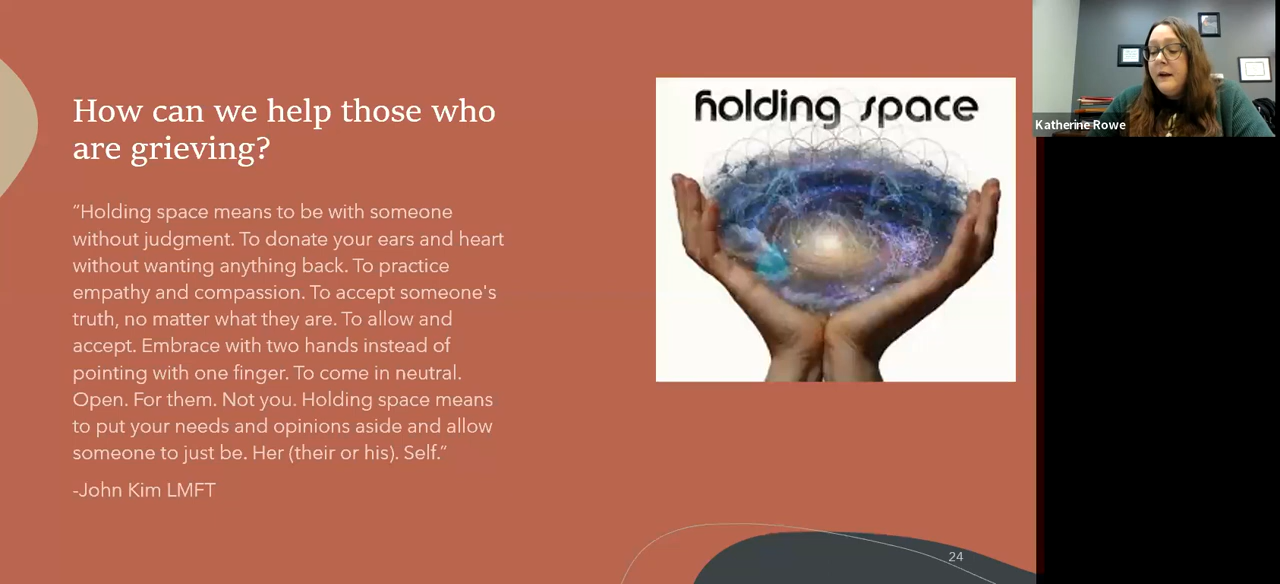 How can we help those who
are grieving?
“Holding space means to be with someone
without judgment. To donate your ears and heart
without wanting anything back. To practice
empathy and compassion. To accept someone's
truth, no matter what they are. To allow and
accept. Embrace with two hands instead of
pointing with one finger. To come in neutral.
Open. For them. Not you. Holding space means
to put your needs and opinions aside and allow
someone to just be. Her (their or his). Self.“
-John Kim LMFT
holding space
Katherine Rowe
24